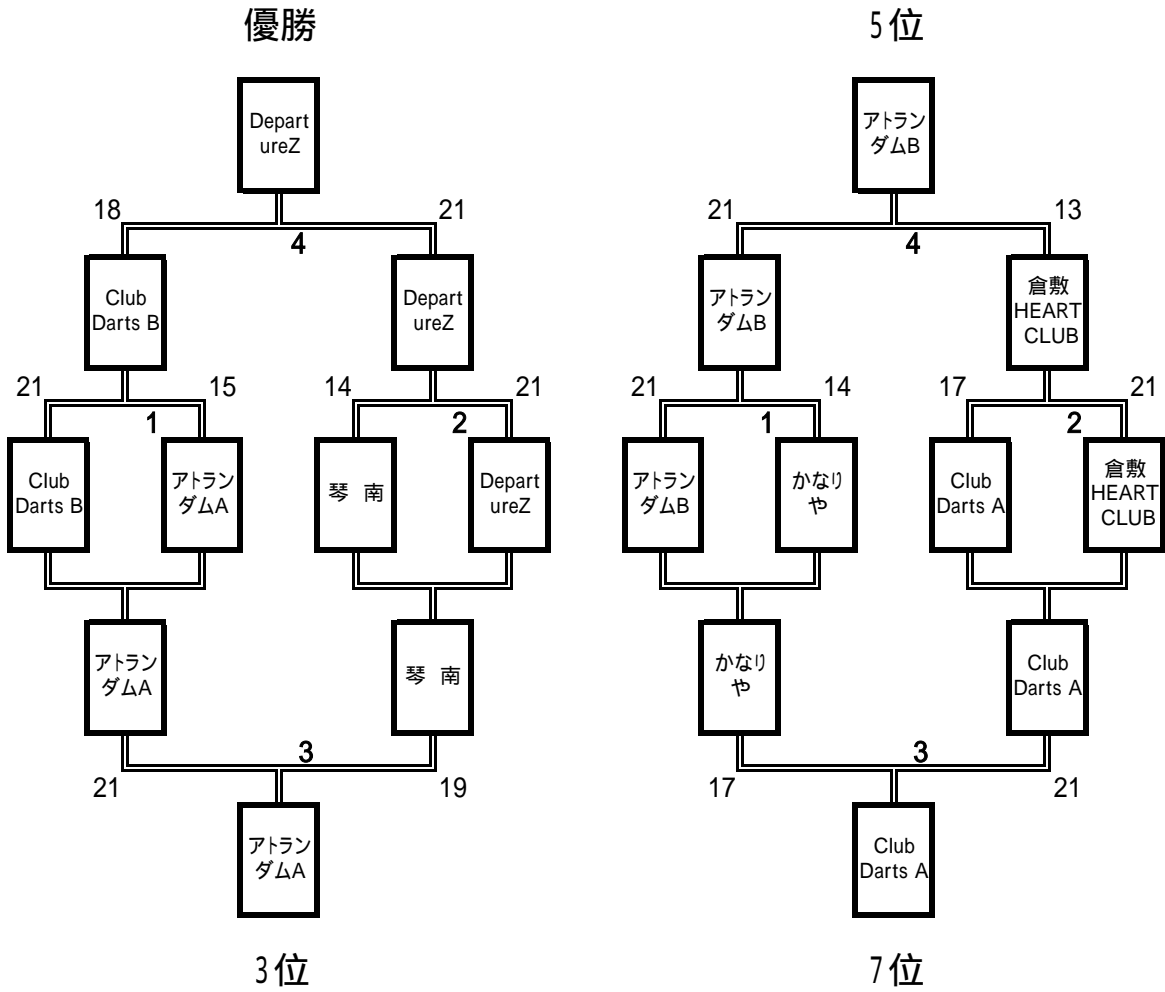 優勝
5位
Depart
ureZ
アトラン
ダムB
18
21
21
13
4
4
Club
Darts B
Depart
ureZ
アトラン
ダムB
倉敷
HEART
CLUB
21
15
14
21
21
14
17
21
1
2
1
2
Club
Darts B
アトラン
ダムA
琴 南
Depart
ureZ
アトラン
ダムB
かなり
や
Club
Darts A
倉敷
HEART
CLUB
アトラン
ダムA
琴 南
かなり
や
Club
Darts A
3
3
21
19
17
21
アトラン
ダムA
Club
Darts A
3位
7位